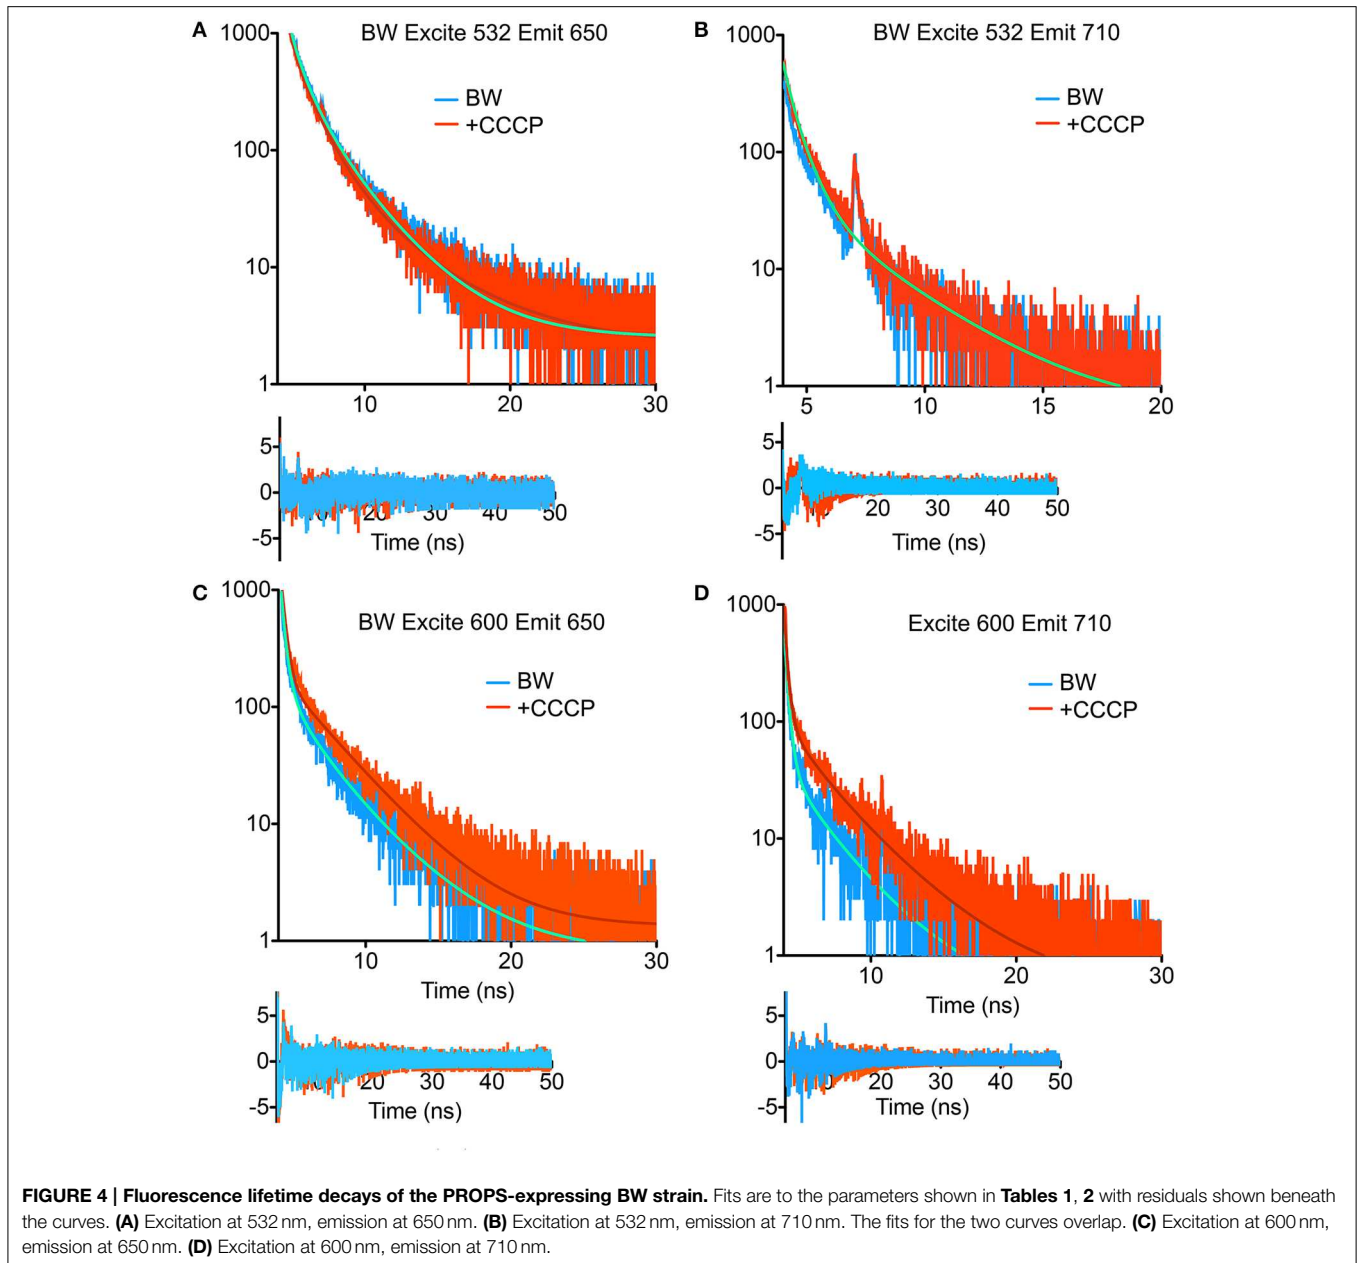 A
BW Excite 532 Emit 650
1000
100
10
1
BW
+CCCP
10
20
30
5
0
-5
10
20
30
40
50
Time (ns)
B
BW Excite 532 Emit 710
1000
100
10
1
BW
+CCCP
5
10
15
20
5
0
-5
20
30
40
50
Time (ns)
C
BW Excite 600 Emit 650
1000
100
10
1
BW
+CCCP
10
20
30
Time (ns)
5
0
-5
20
30
40
50
Time (ns)
D
Excite 600 Emit 710
1000
100
10
1
BW
+CCCP
10
20
30
Time (ns)
5
0
-5
20
30
40
50
Time (ns)
FIGURE 4 | Fluorescence lifetime decays of the PROPS-expressing BW strain. Fits are to the parameters shown in Tables 1, 2 with residuals shown beneath
the curves. (A) Excitation at 532 nm, emission at 650 nm. (B) Excitation at 532 nm, emission at 710 nm. The fits for the two curves overlap. (C) Excitation at 600 nm,
emission at 650 nm. (D) Excitation at 600 nm, emission at 710 nm.